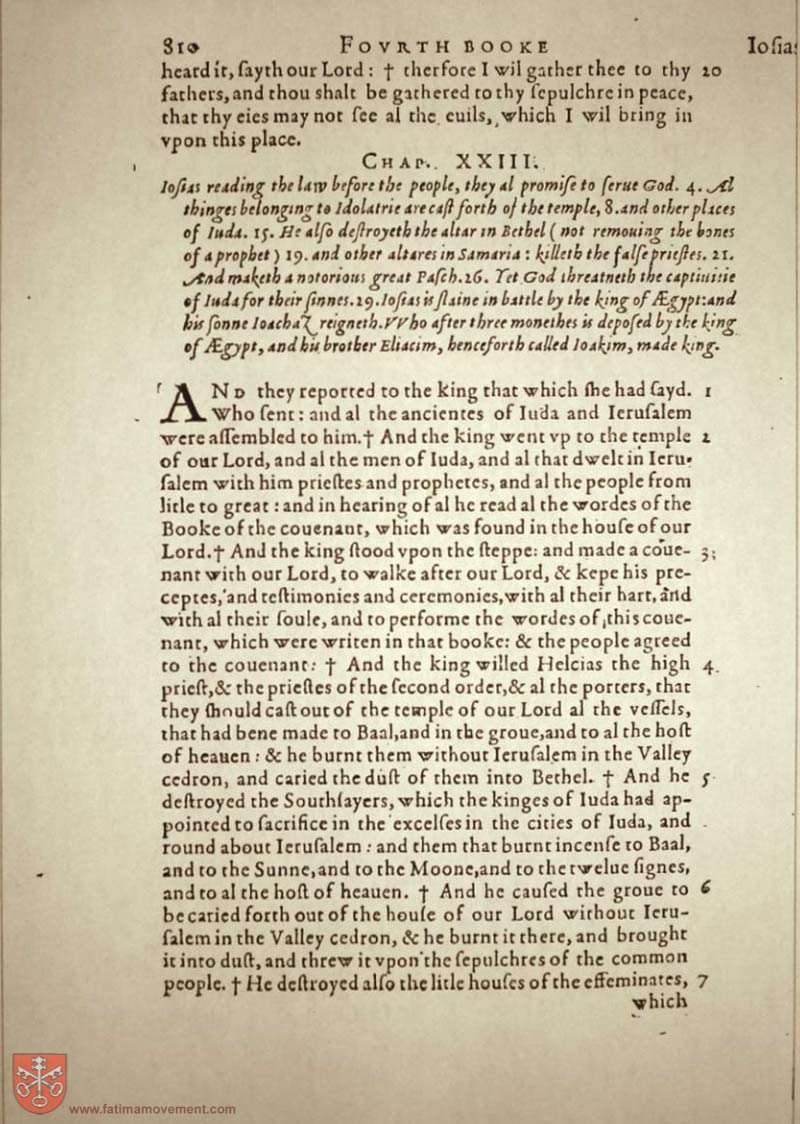 810 FOVRTH BOOKE Iosias
heard it, ſayth our Lord: † therfore I wil gather thee to thy 20
fathers, and thou shalt be gathered to thy ſepulchre in peace,
that thy eies may not ſee al the euils, which I wil bring in
vpon this place.
CHAP. XXIII.
Ioſias reading the law before the people, they al promiſe to ſerue God. 4. Al
thinges belonging to Idolatrie are caſt forth of the temple, 8. and other places
of Iuda. 15. He alſo deſtroyeth the altar in Bethel (not remouing the bones
of a prophet) 19. and other altares in Samaria: killeth the falſe prieſtes. 21.
And maketh a notorious great Paſch. 26. Yet God threatneth the captiuitie
of Iuda for their ſinnes. 29. Ioſias is ſlaine in battle by the king of Ægypt: and
his ſonne Ioachaz reigneth. VVho after three monethes is depoſed by the king
of Ægypt, and his brother Eliacim, henceforth called Ioakim, made king.
AND they reported to the king that which ſhe had ſayd. 1
Who ſent: and al the ancientes of Iuda and Ieruſalem
were aſſembled to him. † And the king went vp to the temple 2
of our Lord, and al the men of Iuda, and al that dwelt in Ieru-
ſalem with him prieſtes and prophetes, and al the people from
litle to great: and in hearing of al he read al the wordes of the
Booke of the couenant, which was found in the houſe of our
Lord. † And the king ſtood vpon the ſteppe: and made a coue- 3
nant with our Lord, to walke after our Lord, & kepe his pre-
ceptes, and teſtimonies and ceremonies, with al their hart, and
with al their ſoule, and to performe the wordes of this coue-
nant, which were writen in that booke: & the people agreed
to the couenant: † And the king willed Helcias the high 4
prieſt, & the prieſtes of the ſecond order, & al the porters, that
they ſhould caſt out of the temple of our Lord al the veſſels,
that had bene made to Baal, and in the groue, and to al the hoſt
of heauen: & he burnt them without Ieruſalem in the Valley
cedron, and caried the duſt of them into Bethel. † And he 5
deſtroyed the Southſayers, which the kinges of Iuda had ap-
pointed to ſacrifice in the excelſes in the cities of Iuda, and
round about Ieruſalem: and them that burnt incenſe to Baal,
and to the Sunne, and to the Moone, and to the twelue ſignes,
and to al the hoſt of heauen. † And he cauſed the groue to 6
be caried forth out of the houſe of our Lord without Ieru-
ſalem in the Valley cedron, & he burnt it there, and brought
it into duſt, and threw it vpon the ſepulchres of the common
people. † He deſtroyed alſo the litle houſes of the effeminates, 7
which
www.fatimamovement.com